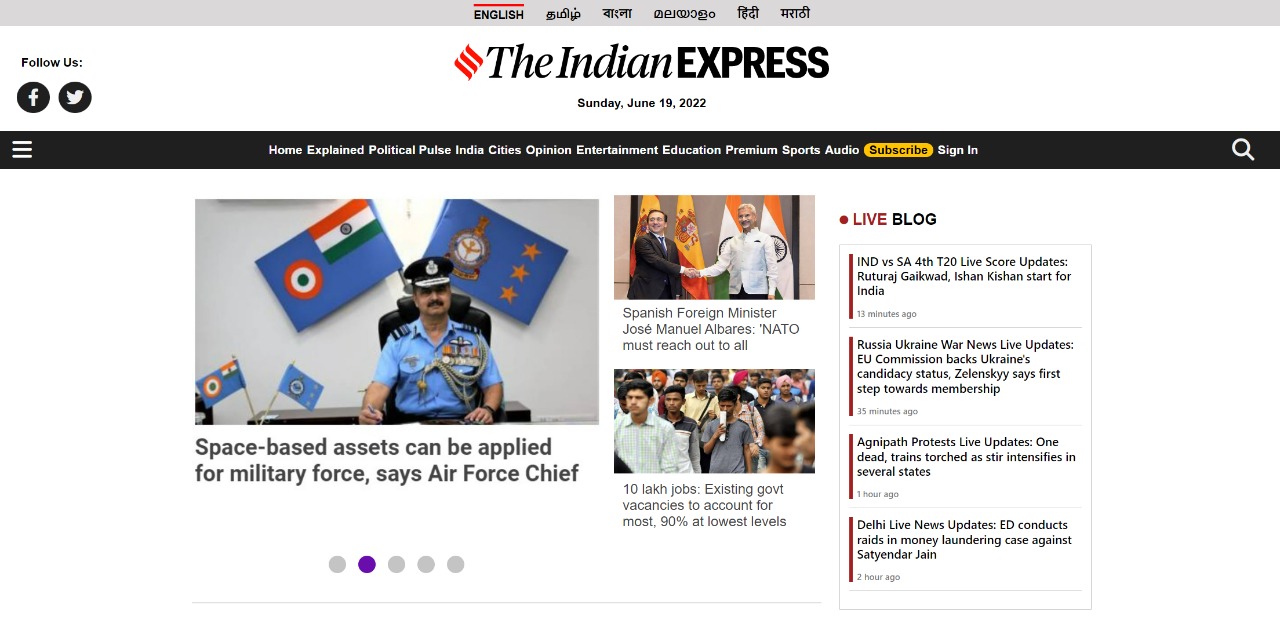 ENGLISH தமிழ் বাংলা മലയാളം हिंदी मराठी
Follow Us:
The Indian EXPRESS
Sunday, June 19, 2022
Home Explained Political Pulse India Cities Opinion Entertainment Education Premium Sports Audio Subscribe Sign In
Space-based assets can be applied
for military force, says Air Force Chief
Spanish Foreign Minister
José Manuel Albares: 'NATO
must reach out to all
10 lakh jobs: Existing govt
vacancies to account for
most, 90% at lowest levels
LIVE BLOG
IND vs SA 4th T20 Live Score Updates:
Ruturaj Gaikwad, Ishan Kishan start for
India
13 minutes ago
Russia Ukraine War News Live Updates:
EU Commission backs Ukraine's
candidacy status, Zelenskyy says first
step towards membership
35 minutes ago
Agnipath Protests Live Updates: One
dead, trains torched as stir intensifies in
several states
1 hour ago
Delhi Live News Updates: ED conducts
raids in money laundering case against
Satyendar Jain
2 hour ago